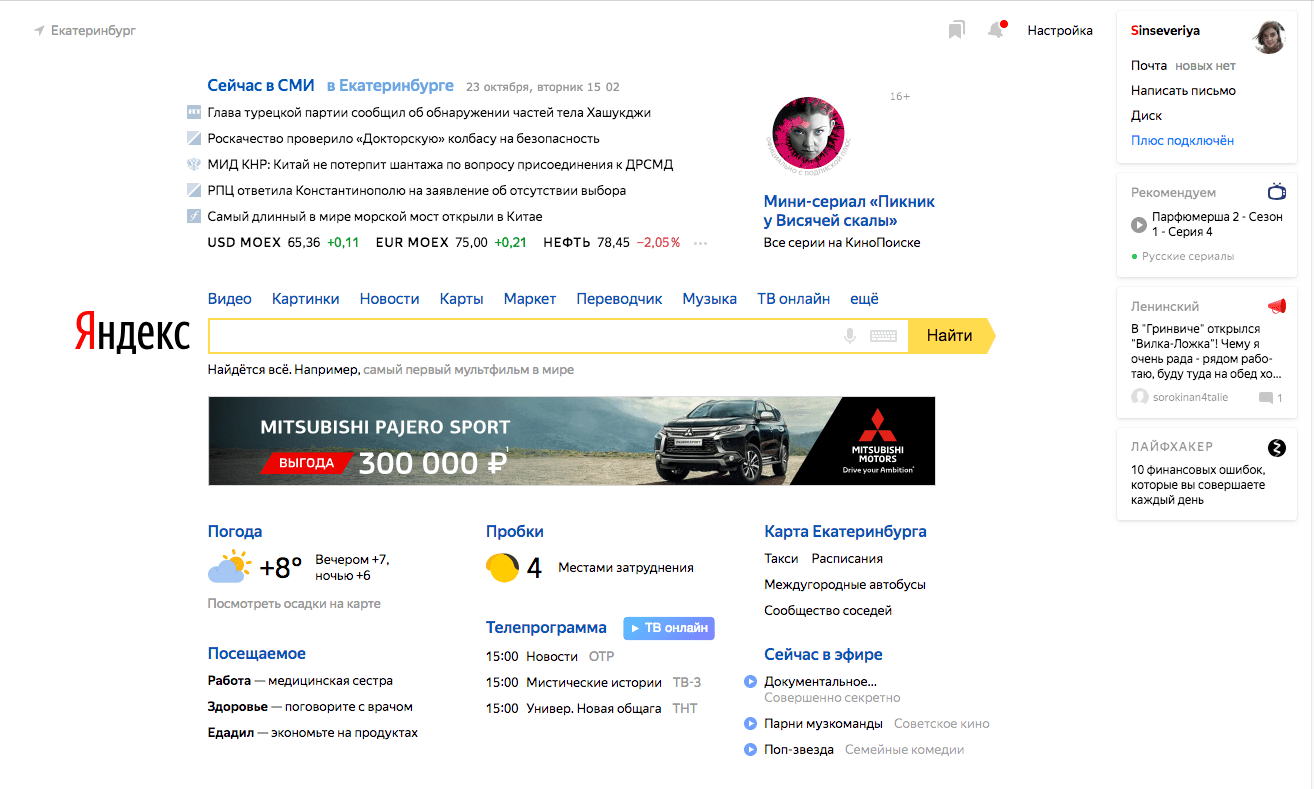 Екатеринбург
Настройка
Сейчас в СМИ в Екатеринбурге 23 октября, вторник 15 02
Глава турецкой партии сообщил об обнаружении частей тела Хашукджи
Роскачество проверило «Докторскую» колбасу на безопасность
МИД КНР: Китай не потерпит шантажа по вопросу присоединения к ДРСМД
РПЦ ответила Константинополю на заявление об отсутствии выбора
Самый длинный в мире морской мост открыли в Китае
USD MOEX 65,36 +0,11 EUR MOEX 75,00 +0,21 НЕФТЬ 78,45 −2,05% ...
16+
официально с подпиской плюс
Мини-сериал «Пикник
у Висячей скалы»
Все серии на КиноПоиске
Sinseveriya
Почта новых нет
Написать письмо
Диск
Плюс подключён
Рекомендуем
Парфюмерша 2 - Сезон
1 - Серия 4
Русские сериалы
Ленинский
В "Гринвиче" открылся
"Вилка-Ложка"! Чему я
очень рада - рядом рабо-
таю, буду туда на обед хо...
sorokinan4talie 1
ЛАЙФХАКЕР
10 финансовых ошибок,
которые вы совершаете
каждый день
Видео Картинки Новости Карты Маркет Переводчик Музыка ТВ онлайн ещё
Яндекс
Найти
Найдётся всё. Например, самый первый мультфильм в мире
MITSUBISHI PAJERO SPORT
ВЫГОДА 300 000 ₽¹
MITSUBISHI
MOTORS
Drive your Ambition*
Погода
+8° Вечером +7,
ночью +6
Посмотреть осадки на карте
Пробки
4 Местами затруднения
Карта Екатеринбурга
Такси Расписания
Междугородные автобусы
Сообщество соседей
Посещаемое
Работа — медицинская сестра
Здоровье — поговорите с врачом
Едадил — экономьте на продуктах
Телепрограмма ТВ онлайн
15:00 Новости ОТР
15:00 Мистические истории ТВ-3
15:00 Универ. Новая общага ТНТ
Сейчас в эфире
Документальное...
Совершенно секретно
Парни музкоманды Советское кино
Поп-звезда Семейные комедии